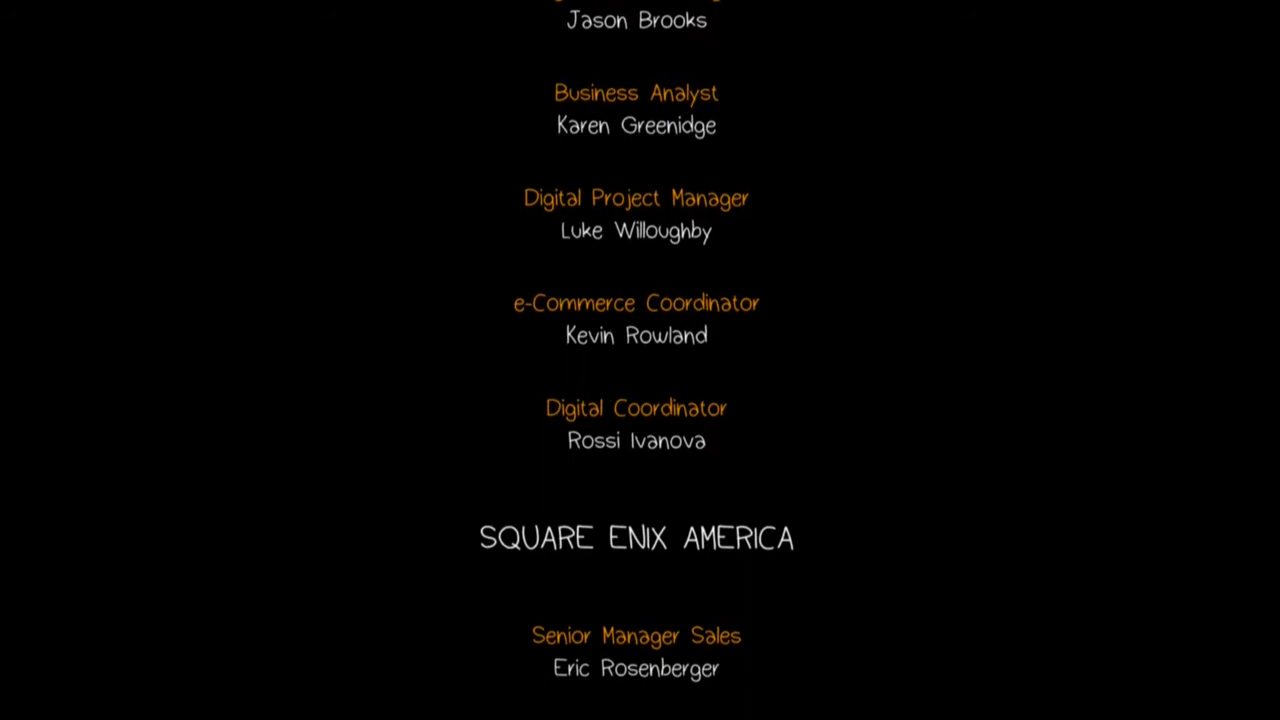 Jason Brooks
Business Analyst
Karen Greenidge
Digital Project Manager
Luke Willoughby
e-Commerce Coordinator
Kevin Rowland
Digital Coordinator
Rossi Ivanova
SQUARE ENIX AMERICA
Senior Manager Sales
Eric Rosenberger